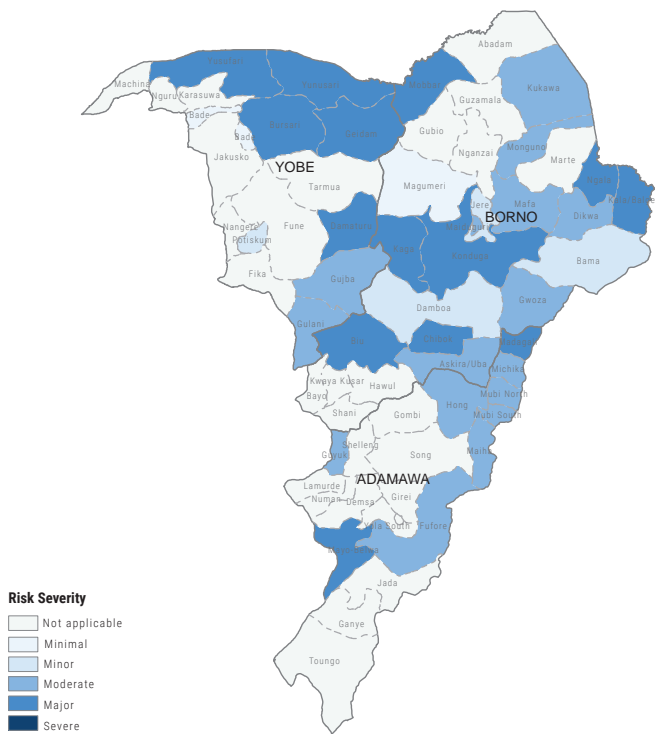 Abadam
Yusufari
Machina
Yunusari
Mobbar
Kukawa
Nguru
Karasuwa
Guzamala
Bade
Bursari
Geidam
Gubio
Bade
Monguno
Nganzai
Jakusko
Marte
YOBE
Tarmua
Magumeri
Ngala
Kala/Balge
Jere
Mafa
BORNO
Dikwa
Nangere
Fune
Damaturu
Maiduguri
Potiskum
Kaga
Konduga
Bama
Fika
Gujba
Damboa
Gwoza
Gulani
Biu
Chibok
Madagali
Askira/Uba
Michika
Kwaya Kusar
Hawul
Mubi North
Bayo
Hong
Shani
Gombi
Mubi South
Shelleng
Guyuk
Song
Maiha
ADAMAWA
Lamurde
Numan
Demsa
Girei
Yola South
Fufore
Mayo-Belwa
Jada
Ganye
Toungo
Risk Severity
Not applicable
Minimal
Minor
Moderate
Major
Severe